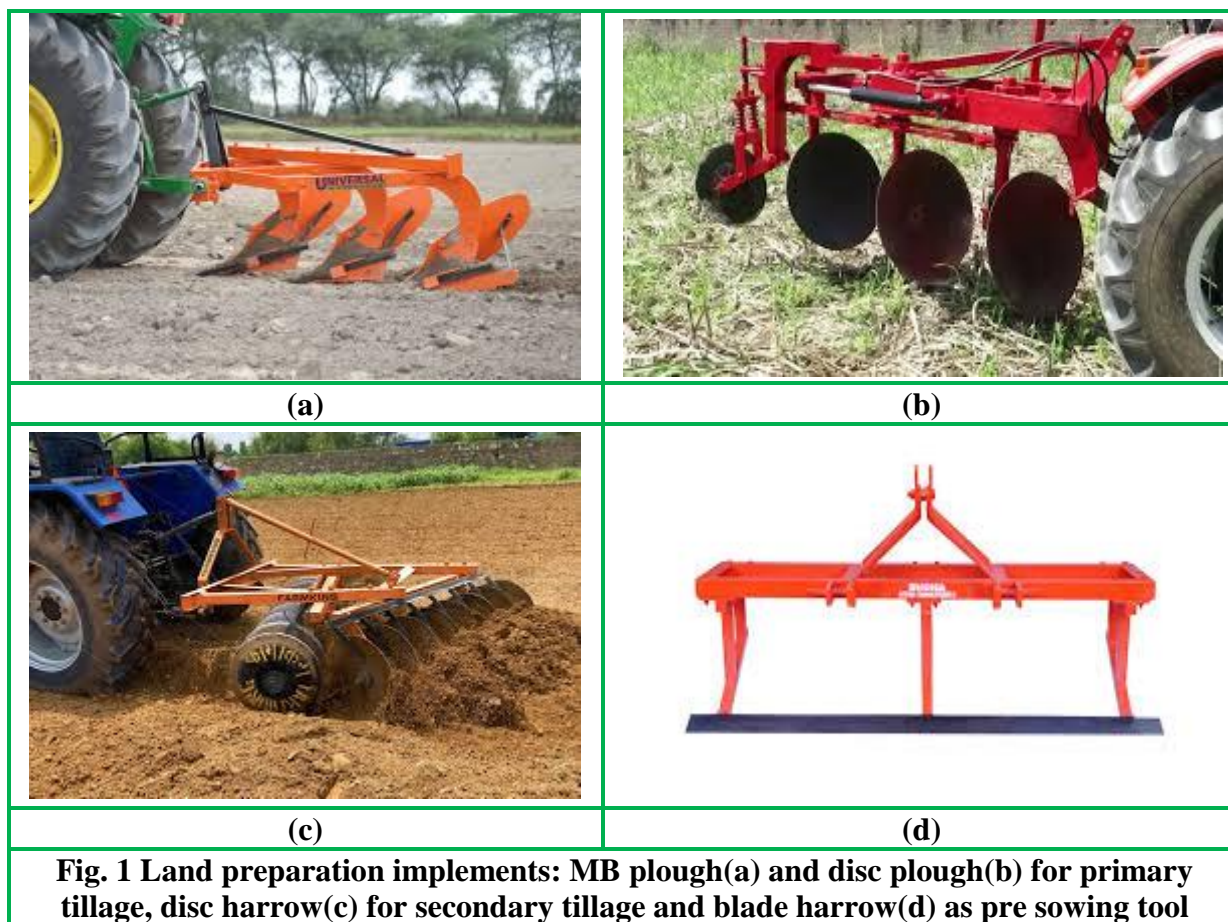 UNIVERSAL
(a)
(b)
FARMKING
(c)
(d)
Fig. 1 Land preparation implements: MB plough(a) and disc plough(b) for primary
tillage, disc harrow(c) for secondary tillage and blade harrow(d) as pre sowing tool